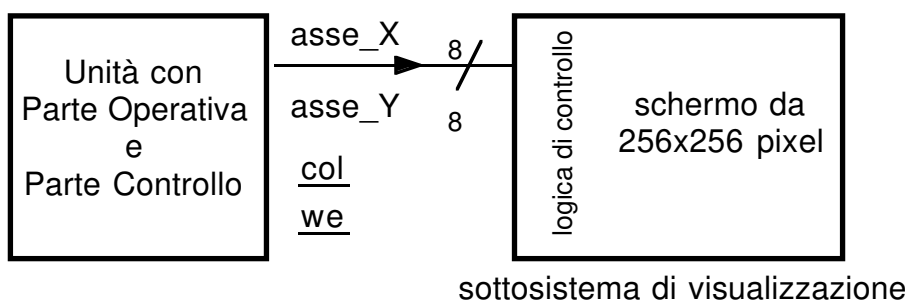 Unità con
Parte Operativa
e
Parte Controllo
asse_X
8
asse_Y
8
col
we
logica di controllo
schermo da
256x256 pixel
sottosistema di visualizzazione